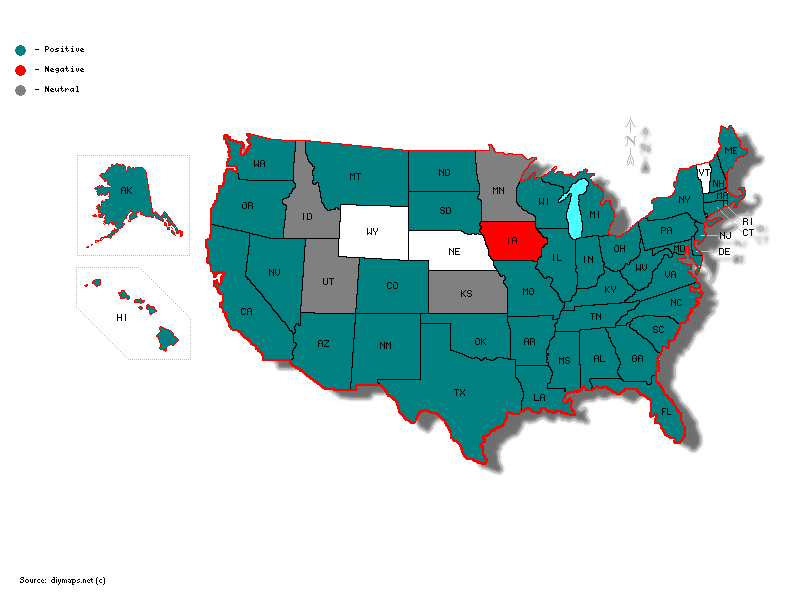 - Positive
- Negative
- Neutral
N
N
ME
WA
MT
ND
MN
VT
NH
AK
OR
ID
SD
WI
MI
NY
MA
WY
RI
CT
PA
NJ
NE
IA
OH
MD
DE
NV
UT
CO
IL
IN
WV
VA
KS
MO
KY
CA
HI
NC
TN
AZ
NM
OK
AR
MS
AL
GA
SC
TX
LA
FL
Source: diymaps.net (c)